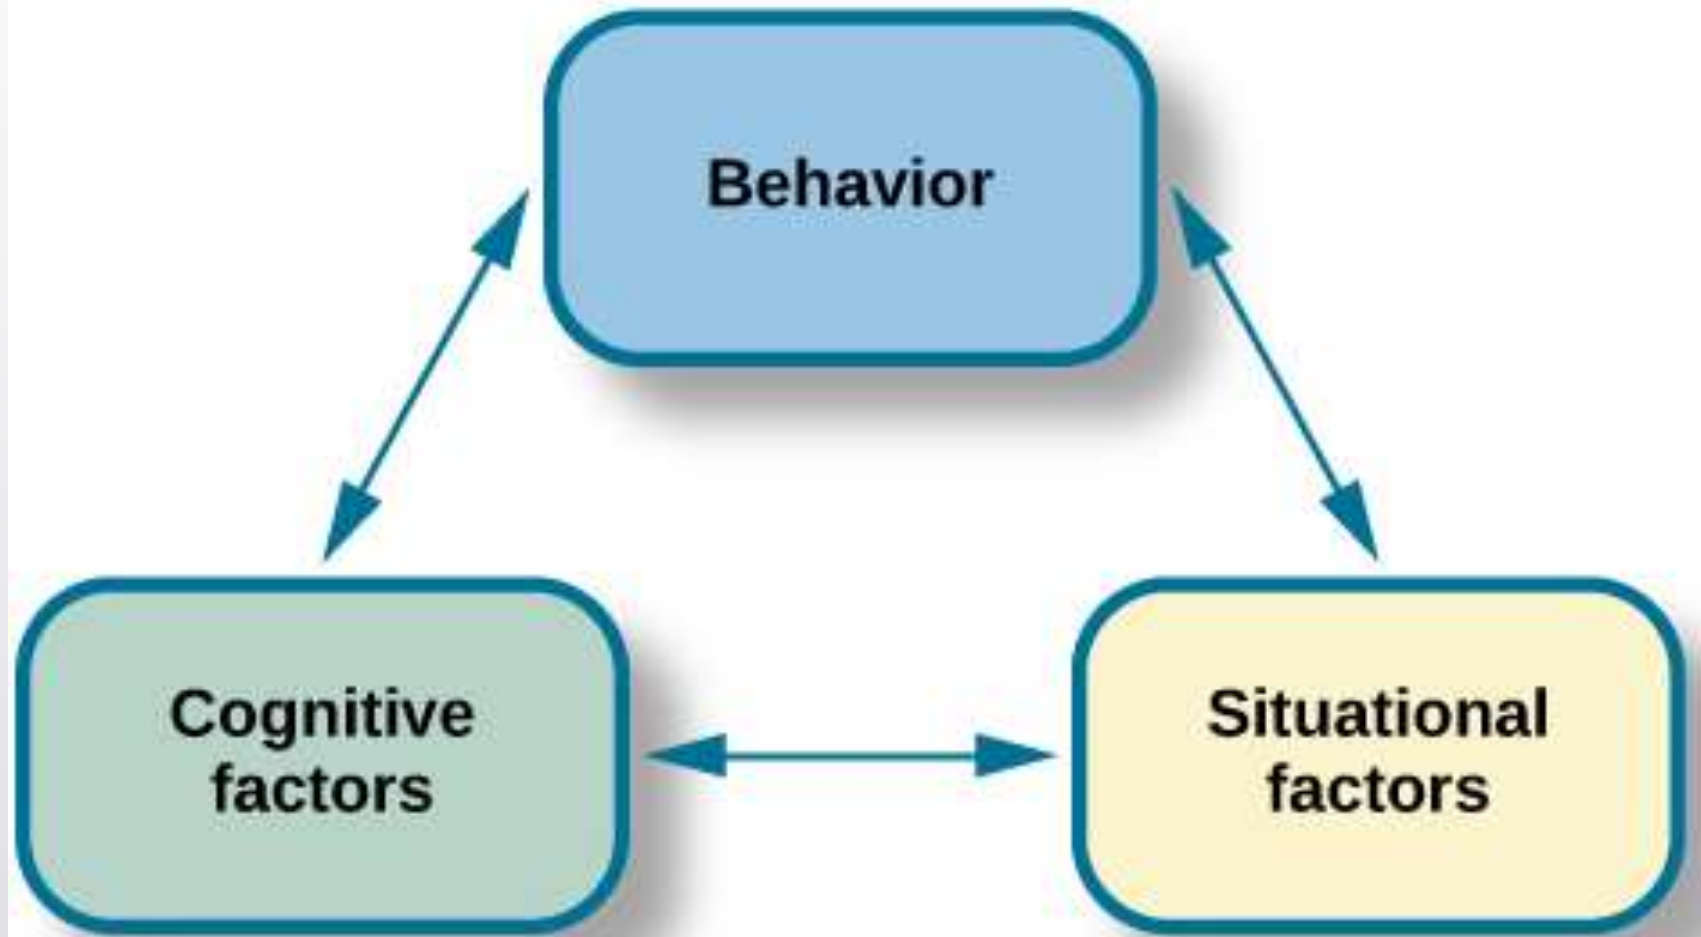 Behavior
Cognitive
factors
Situational
factors